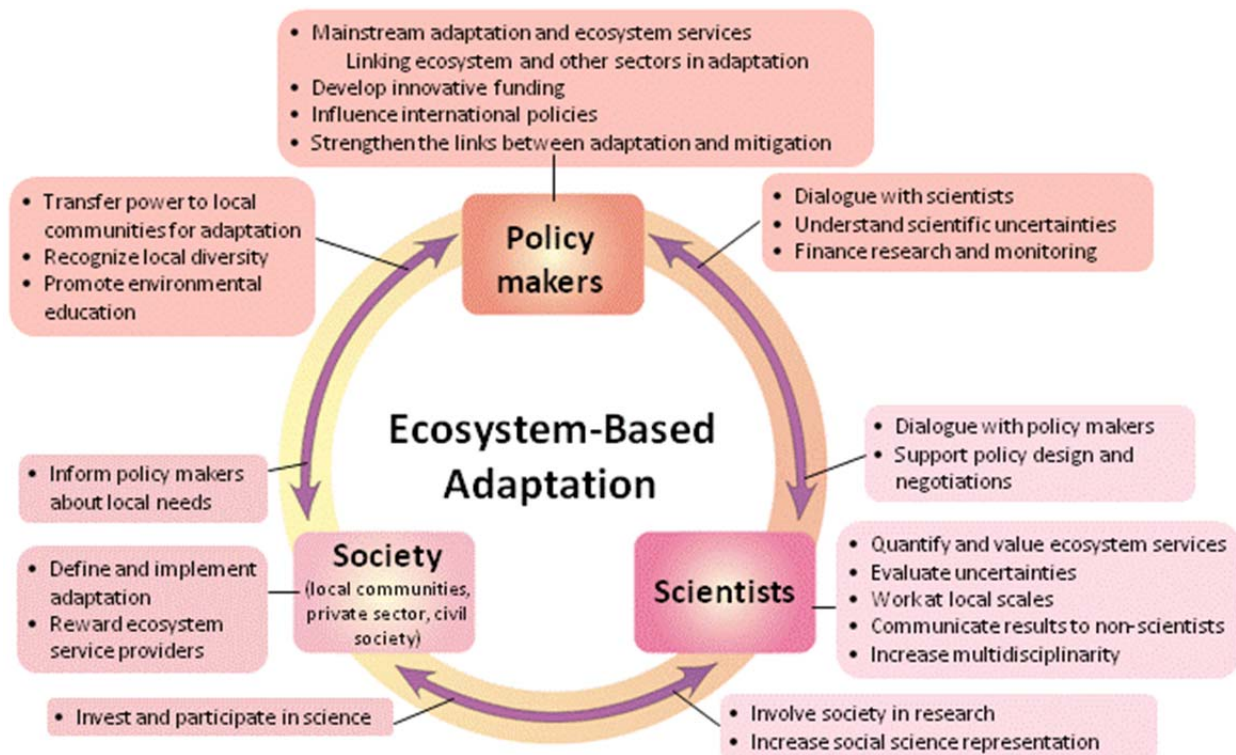 • Mainstream adaptation and ecosystem services
Linking ecosystem and other sectors in adaptation
• Develop innovative funding
• Influence international policies
• Strengthen the links between adaptation and mitigation
• Transfer power to local
communities for adaptation
• Recognize local diversity
• Promote environmental
education
Policy
makers
• Dialogue with scientists
• Understand scientific uncertainties
• Finance research and monitoring
Ecosystem-Based
Adaptation
• Dialogue with policy makers
• Support policy design and
negotiations
• Inform policy makers
about local needs
• Define and implement
adaptation
• Reward ecosystem
service providers
Society
(local communities,
private sector, civil
society)
Scientists
• Quantify and value ecosystem services
• Evaluate uncertainties
• Work at local scales
• Communicate results to non-scientists
• Increase multidisciplinarity
• Invest and participate in science
• Involve society in research
• Increase social science representation